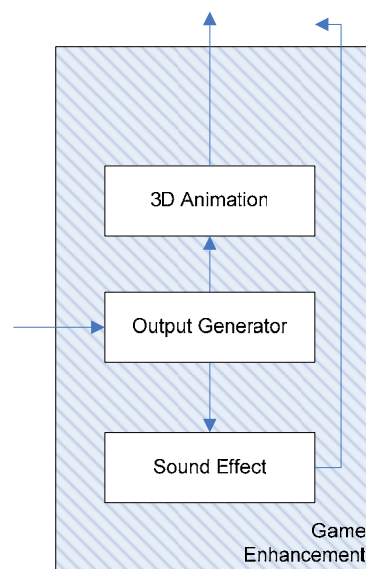 3D Animation
Output Generator
Sound Effect
Game
Enhancement